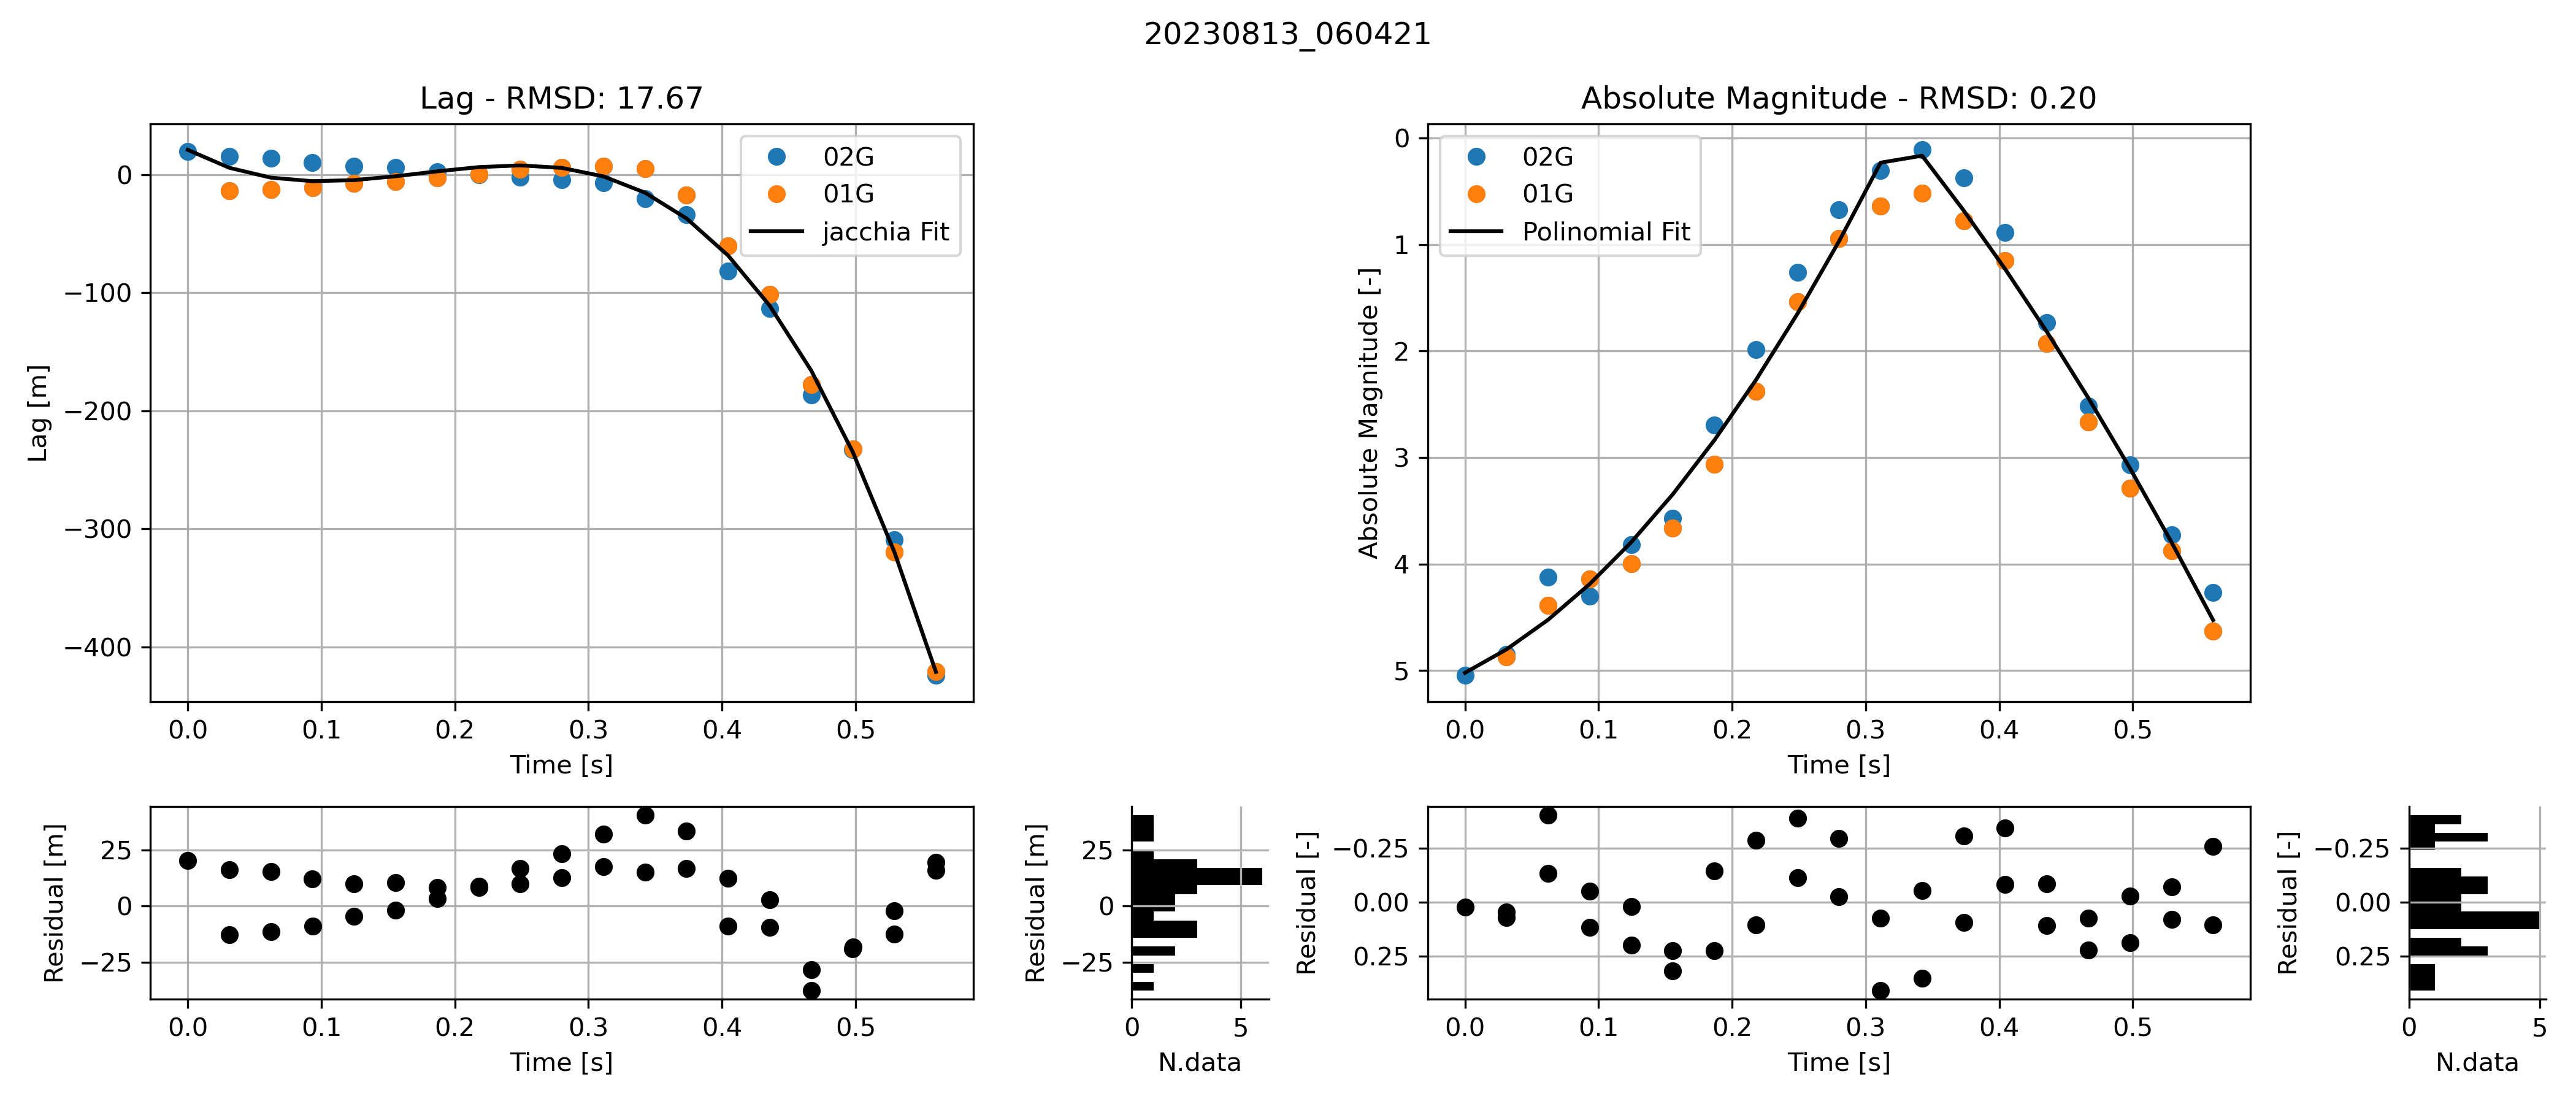 20230813_060421
Lag - RMSD: 17.67
02G
01G
jacchia Fit
Lag [m]
0
−100
−200
−300
−400
0.0 0.1 0.2 0.3 0.4 0.5
Time [s]
Absolute Magnitude - RMSD: 0.20
02G
01G
Polinomial Fit
Absolute Magnitude [-]
0
1
2
3
4
5
0.0 0.1 0.2 0.3 0.4 0.5
Time [s]
Residual [m]
25
0
−25
0.0 0.1 0.2 0.3 0.4 0.5
Time [s]
Residual [m]
25
0
−25
0 5
N.data
Residual [-]
−0.25
0.00
0.25
0.0 0.1 0.2 0.3 0.4 0.5
Time [s]
Residual [-]
−0.25
0.00
0.25
0 5
N.data